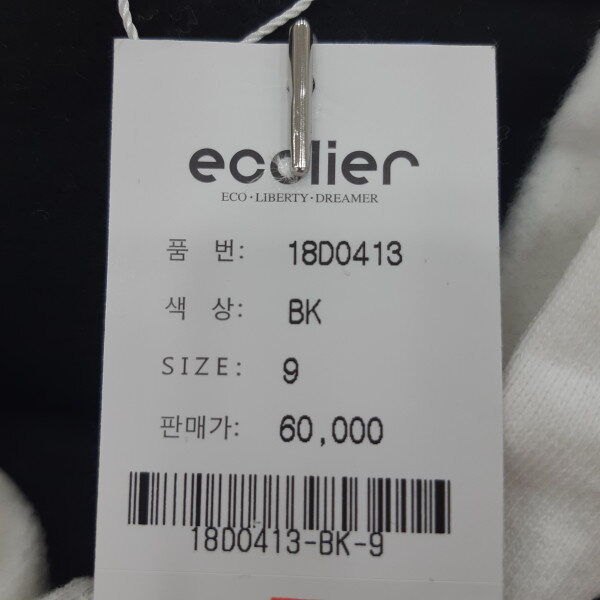 ecolier
ECO·LIBERTY·DREAMER
품 번: 18D0413
색 상: BK
SIZE: 9
판매가: 60,000
18D0413-BK-9